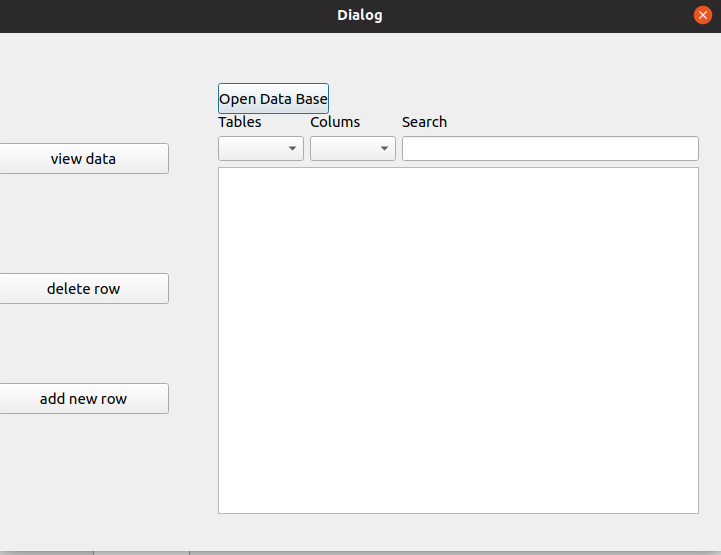 Dialog
Open Data Base
Tables Colums Search
view data
delete row
add new row